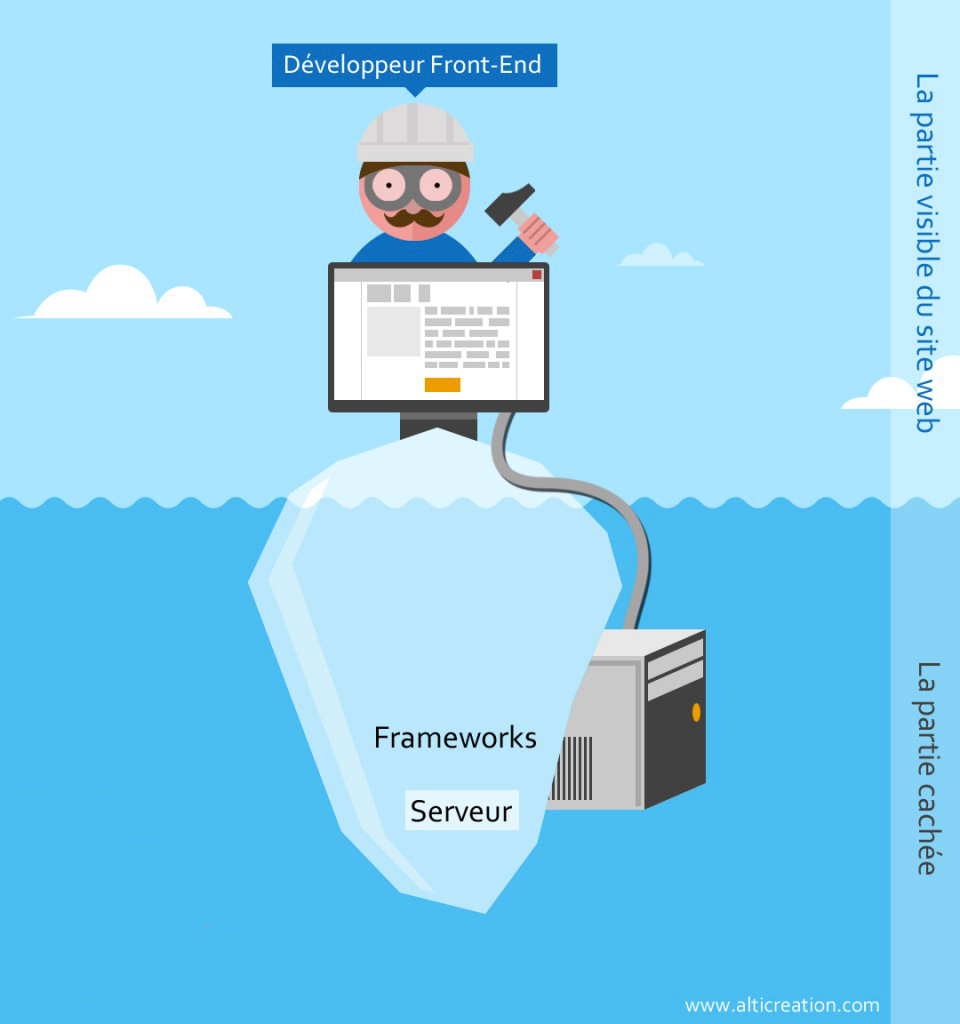 Développeur Front-End
La partie visible du site web
Frameworks
Serveur
La partie cachée
www.alticreation.com